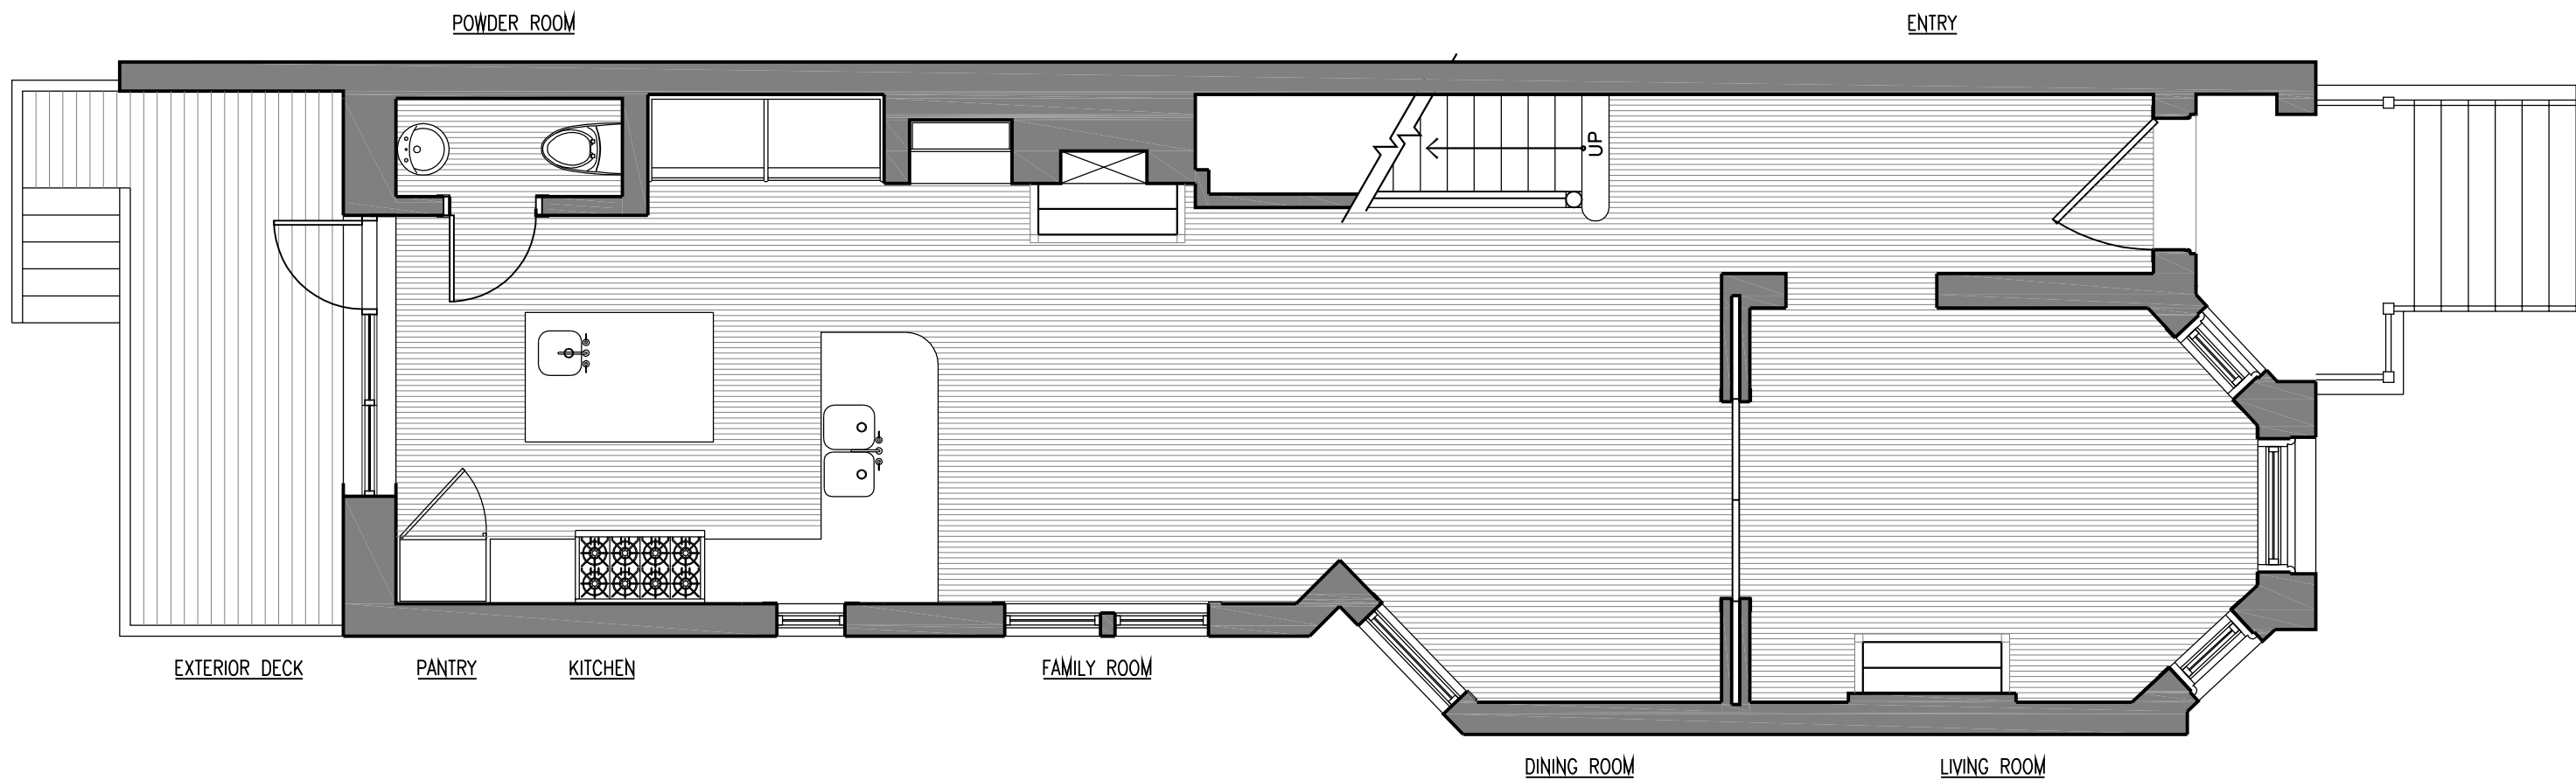 POWDER ROOM
ENTRY
UP
EXTERIOR DECK
PANTRY
KITCHEN
FAMILY ROOM
DINING ROOM
LIVING ROOM